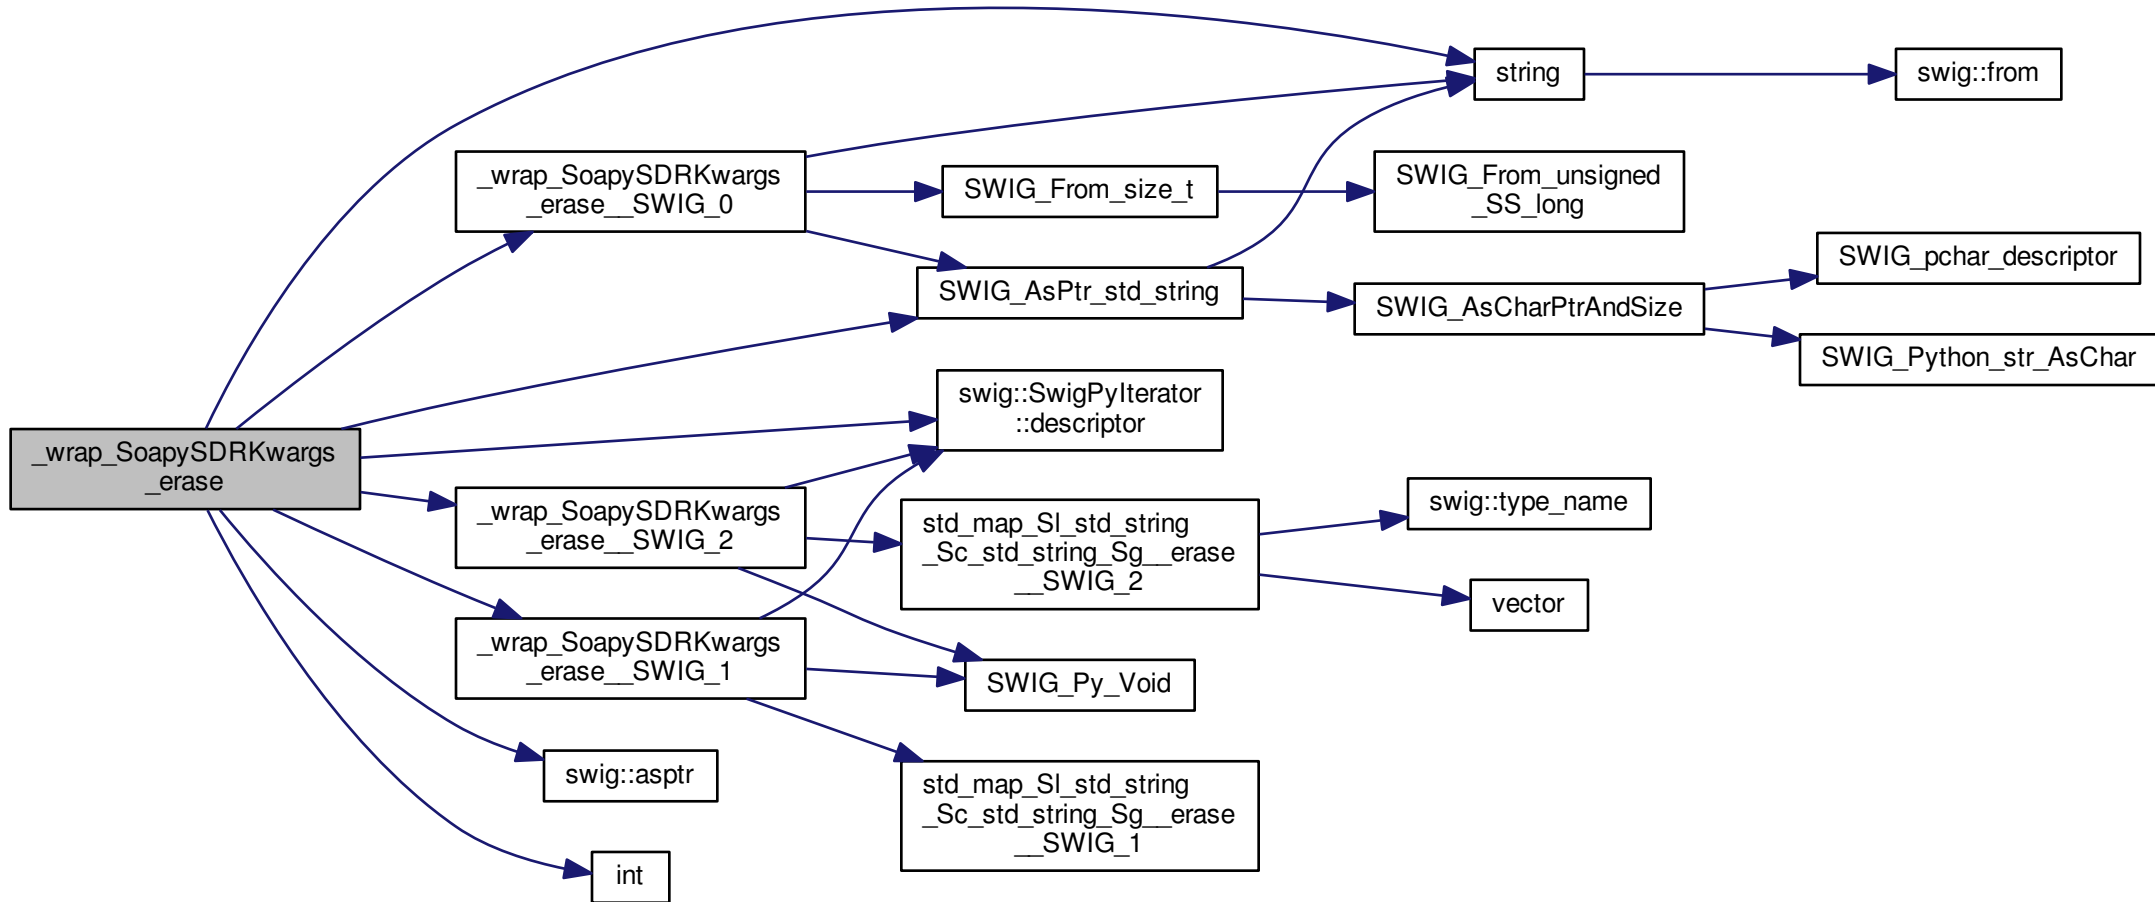 string
swig::from
_wrap_SoapySDRKwargs
_erase__SWIG_0
SWIG_From_size_t
SWIG_From_unsigned
_SS_long
SWIG_pchar_descriptor
SWIG_AsPtr_std_string
SWIG_AsCharPtrAndSize
SWIG_Python_str_AsChar
swig::SwigPyIterator
::descriptor
_wrap_SoapySDRKwargs
_erase
_wrap_SoapySDRKwargs
_erase__SWIG_2
std_map_Sl_std_string
_Sc_std_string_Sg__erase
__SWIG_2
swig::type_name
vector
_wrap_SoapySDRKwargs
_erase__SWIG_1
SWIG_Py_Void
swig::asptr
std_map_Sl_std_string
_Sc_std_string_Sg__erase
__SWIG_1
int